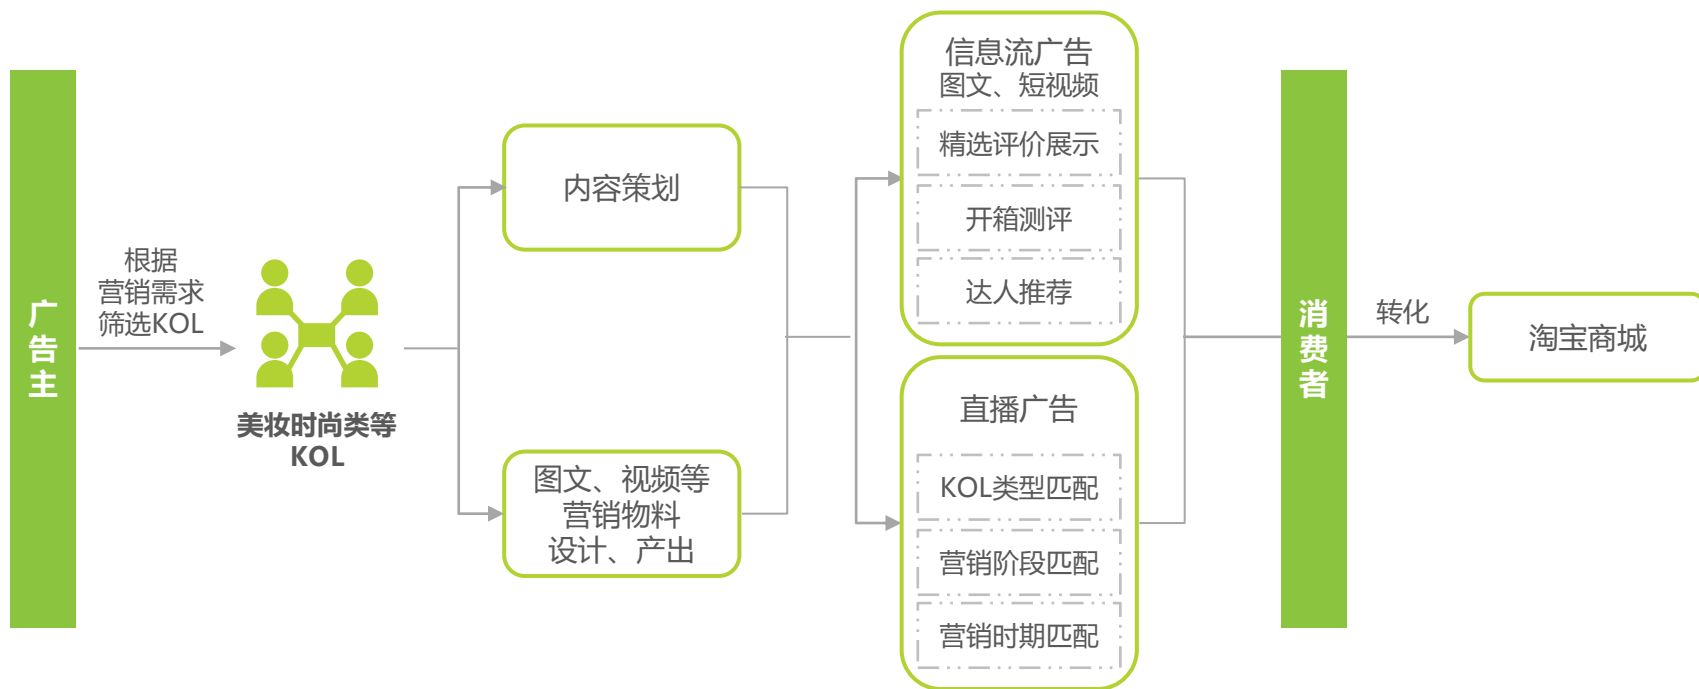 广
告
主
根据
营销需求
筛选KOL
美妆时尚类等
KOL
内容策划
图文、视频等
营销物料
设计、产出
信息流广告
图文、短视频
精选评价展示
开箱测评
达人推荐
直播广告
KOL类型匹配
营销阶段匹配
营销时期匹配
消
费
者
转化
淘宝商城